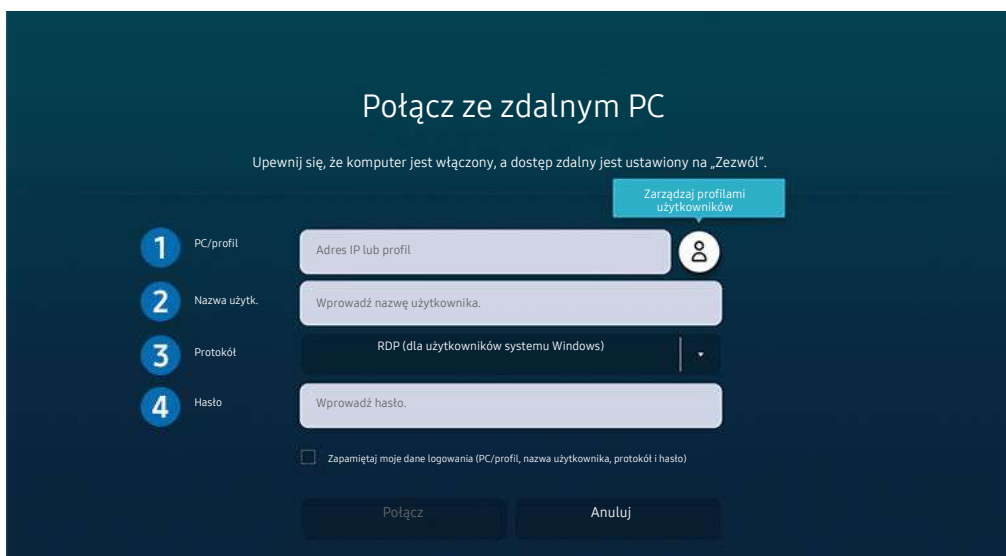 Połącz ze zdalnym PC
Upewnij się, że komputer jest włączony, a dostęp zdalny jest ustawiony na „Zezwól”.
Zarządzaj profilami
użytkowników
1 PC/profil Adres IP lub profil
2 Nazwa użytk. Wprowadź nazwę użytkownika.
3 Protokół RDP (dla użytkowników systemu Windows)
4 Hasło Wprowadź hasło.
Zapamiętaj moje dane logowania (PC/profil, nazwa użytkownika, protokół i hasło)
Połącz Anuluj